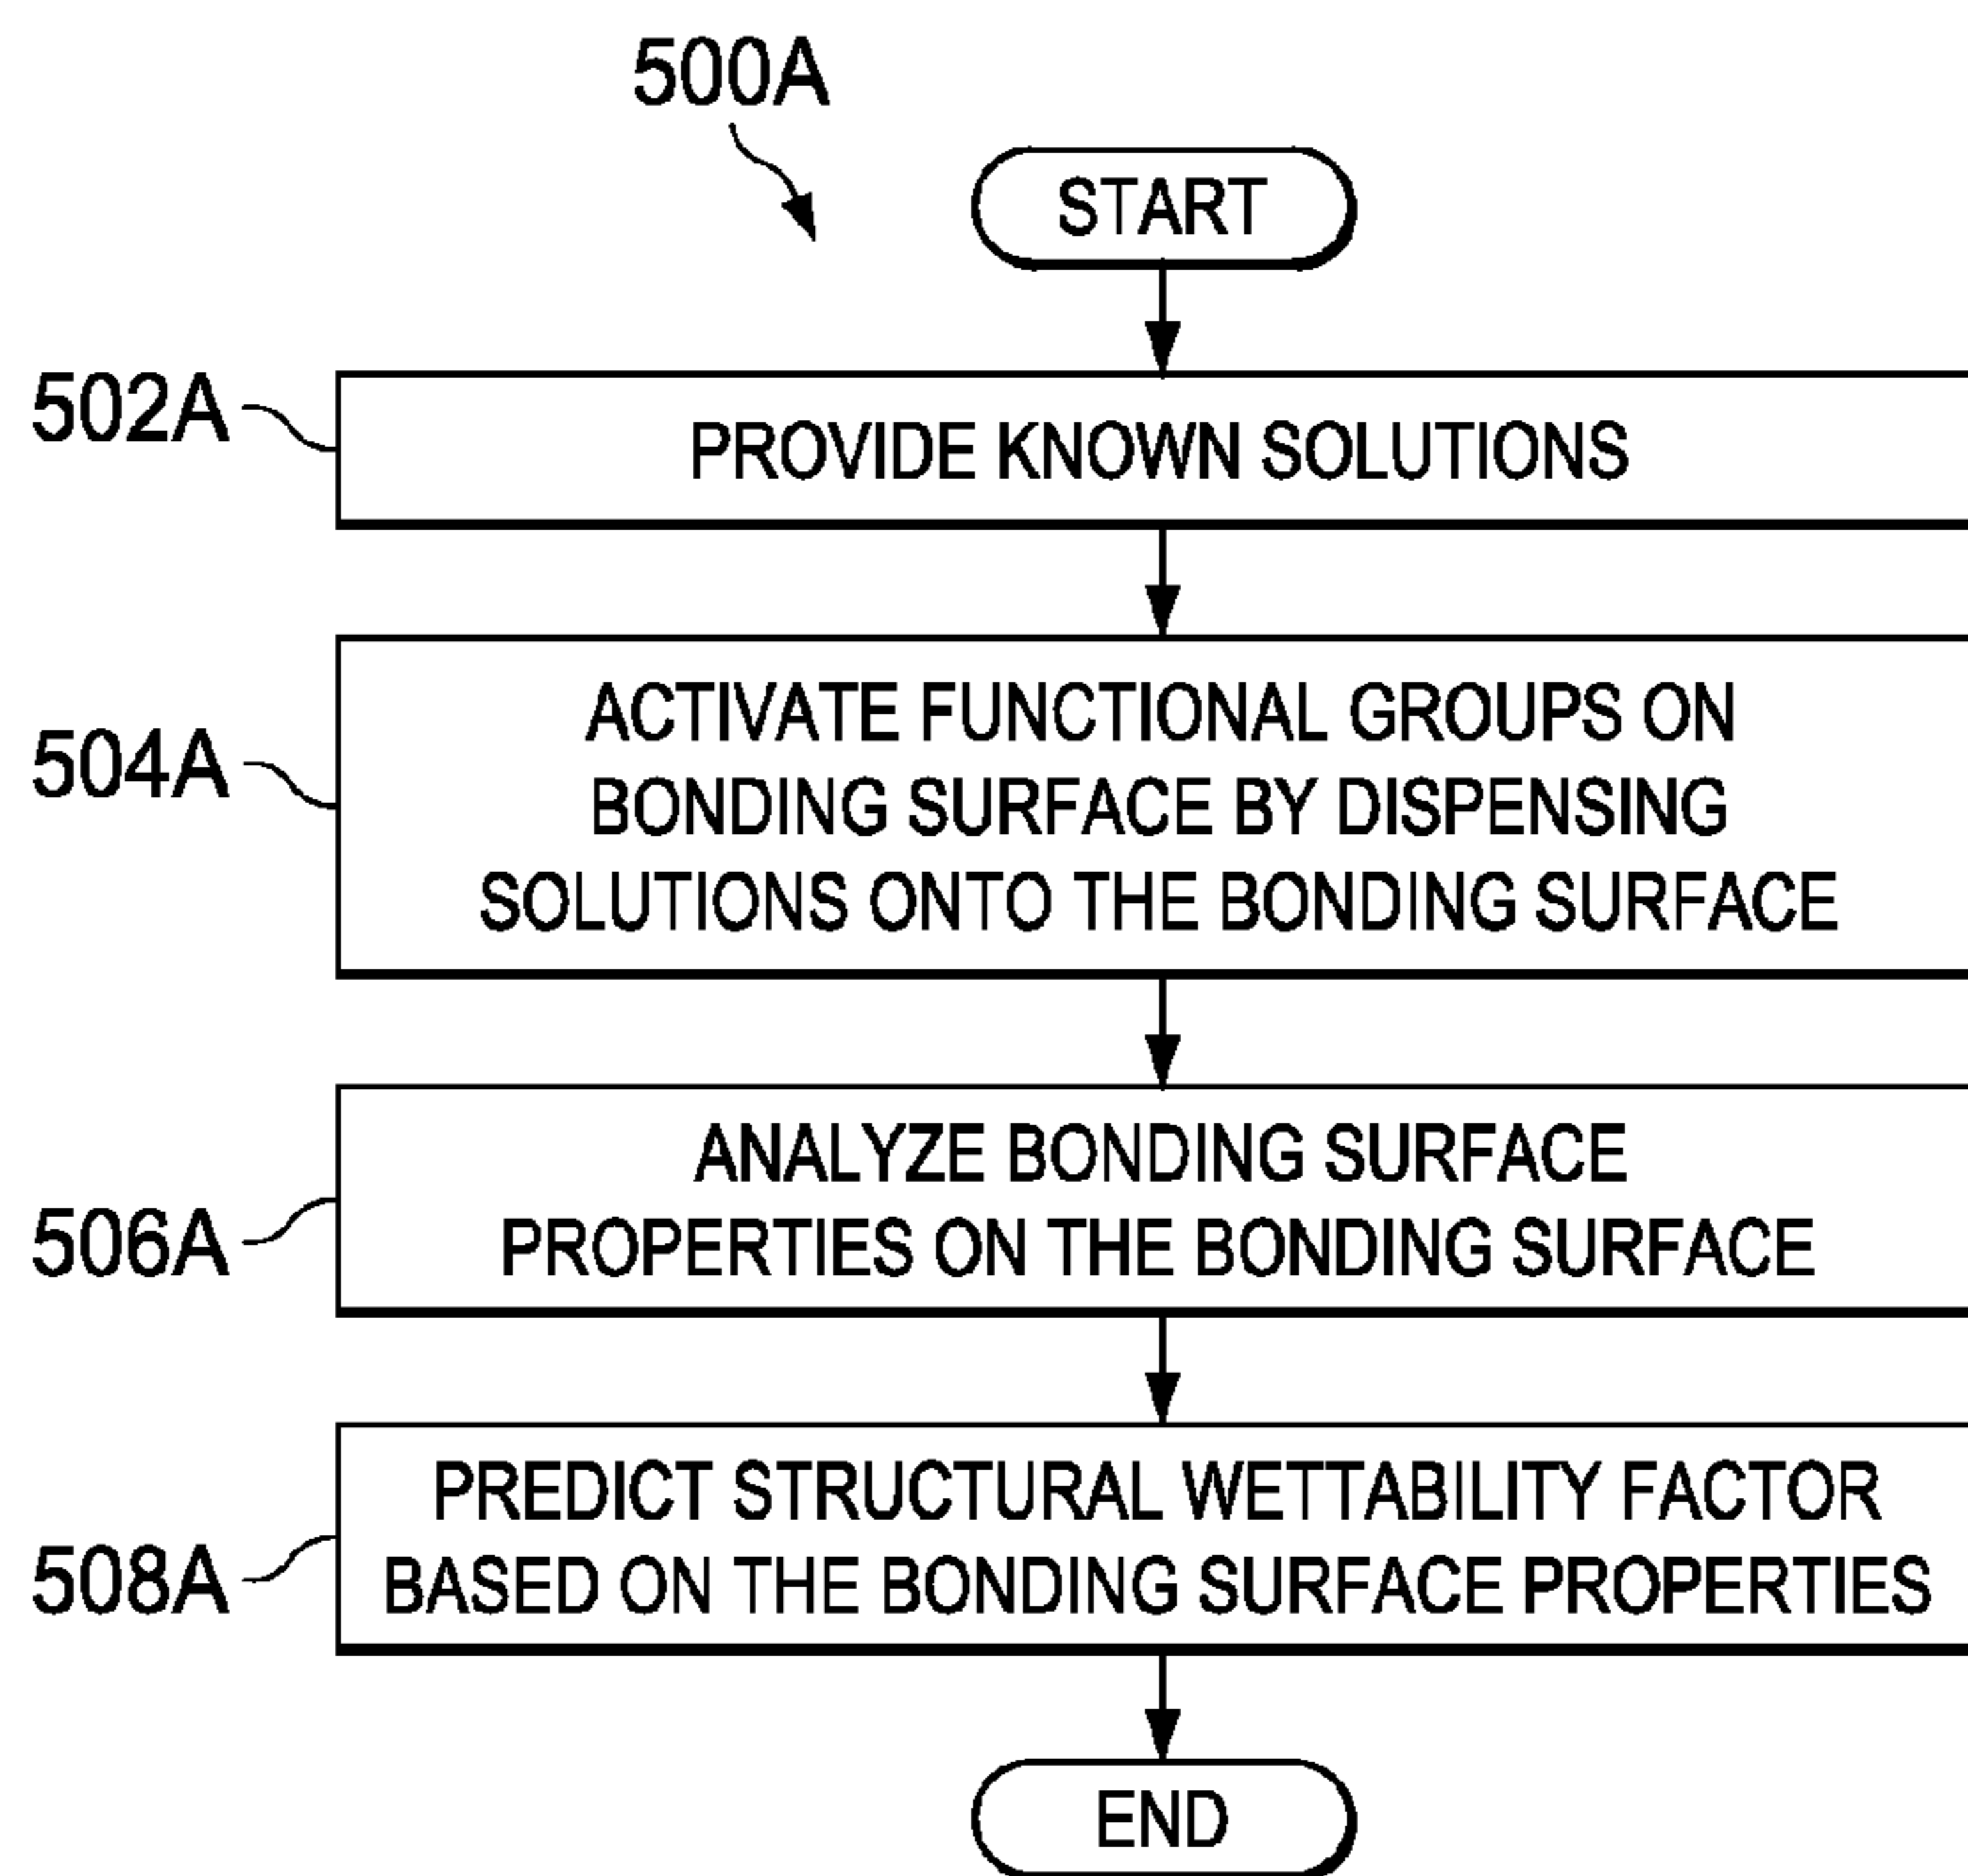 500A
START
502A
PROVIDE KNOWN SOLUTIONS
504A
ACTIVATE FUNCTIONAL GROUPS ON
BONDING SURFACE BY DISPENSING
SOLUTIONS ONTO THE BONDING SURFACE
506A
ANALYZE BONDING SURFACE
PROPERTIES ON THE BONDING SURFACE
508A
PREDICT STRUCTURAL WETTABILITY FACTOR
BASED ON THE BONDING SURFACE PROPERTIES
END